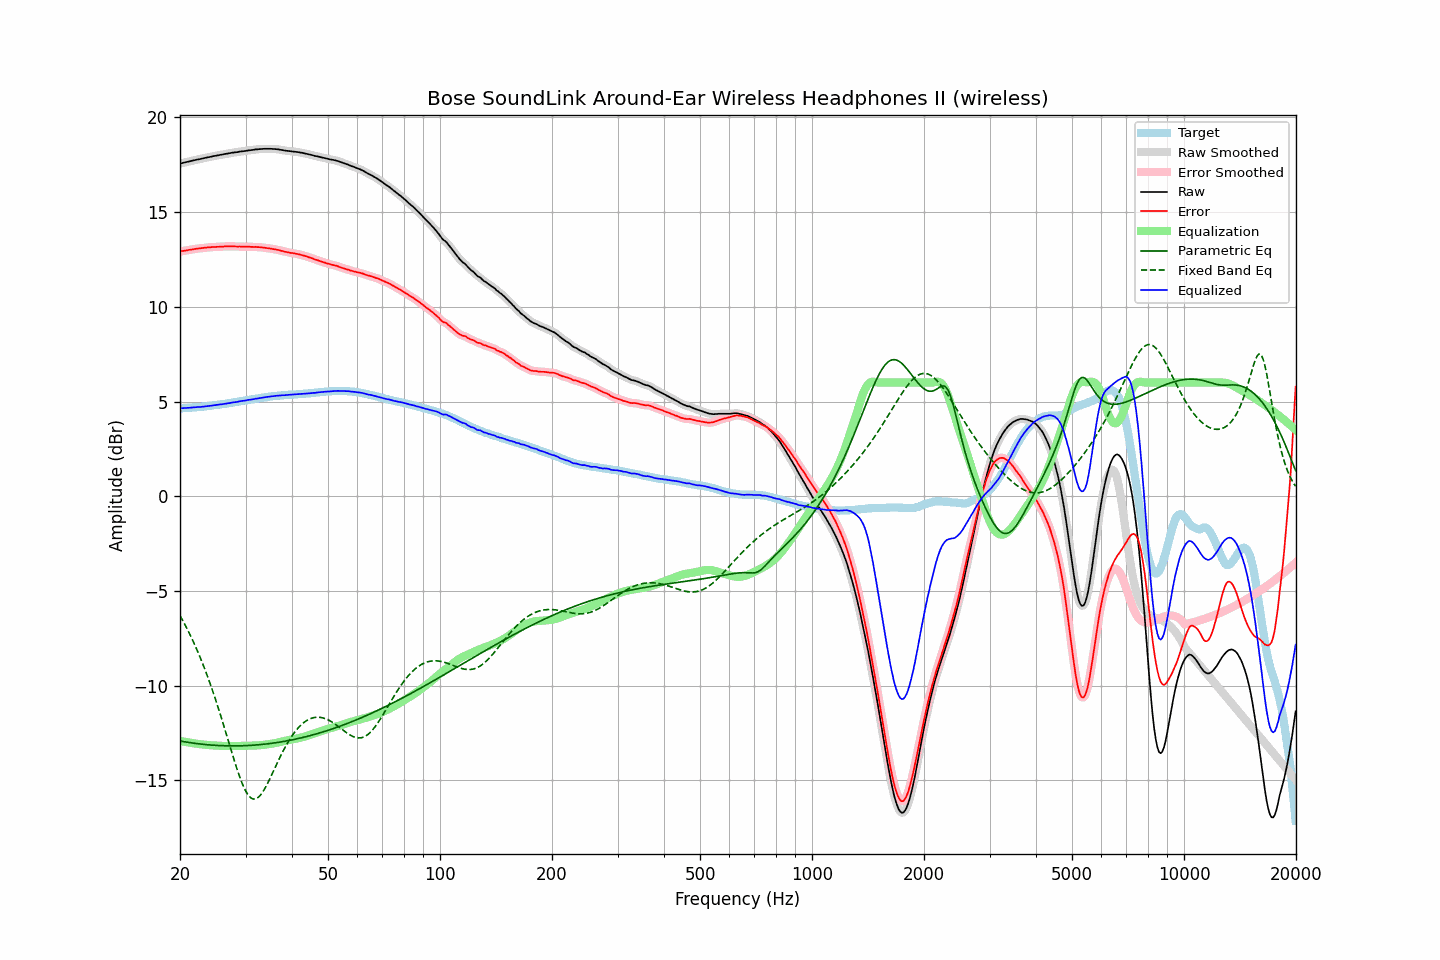 Bose SoundLink Around-Ear Wireless Headphones II (wireless)
20
15
10
5
0
−5
−10
−15
Amplitude (dBr)
Target
Raw Smoothed
Error Smoothed
Raw
Error
Equalization
Parametric Eq
Fixed Band Eq
Equalized
20
50
100
200
500
1000
2000
5000
10000
20000
Frequency (Hz)